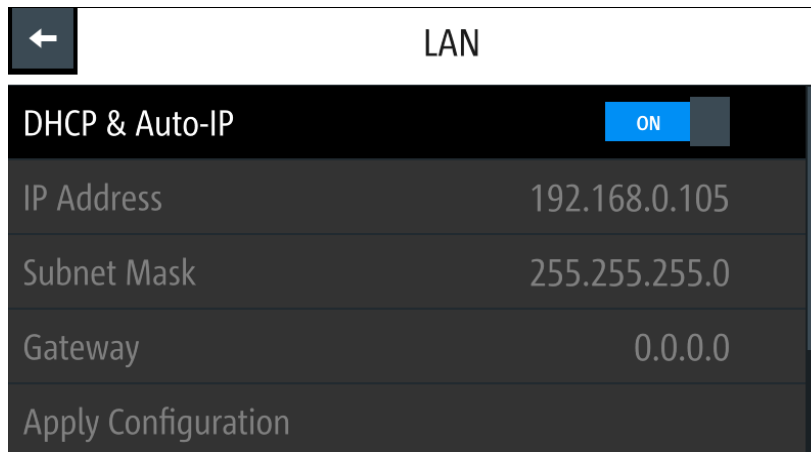 LAN
DHCP & Auto-IP ON
IP Address 192.168.0.105
Subnet Mask 255.255.255.0
Gateway 0.0.0.0
Apply Configuration